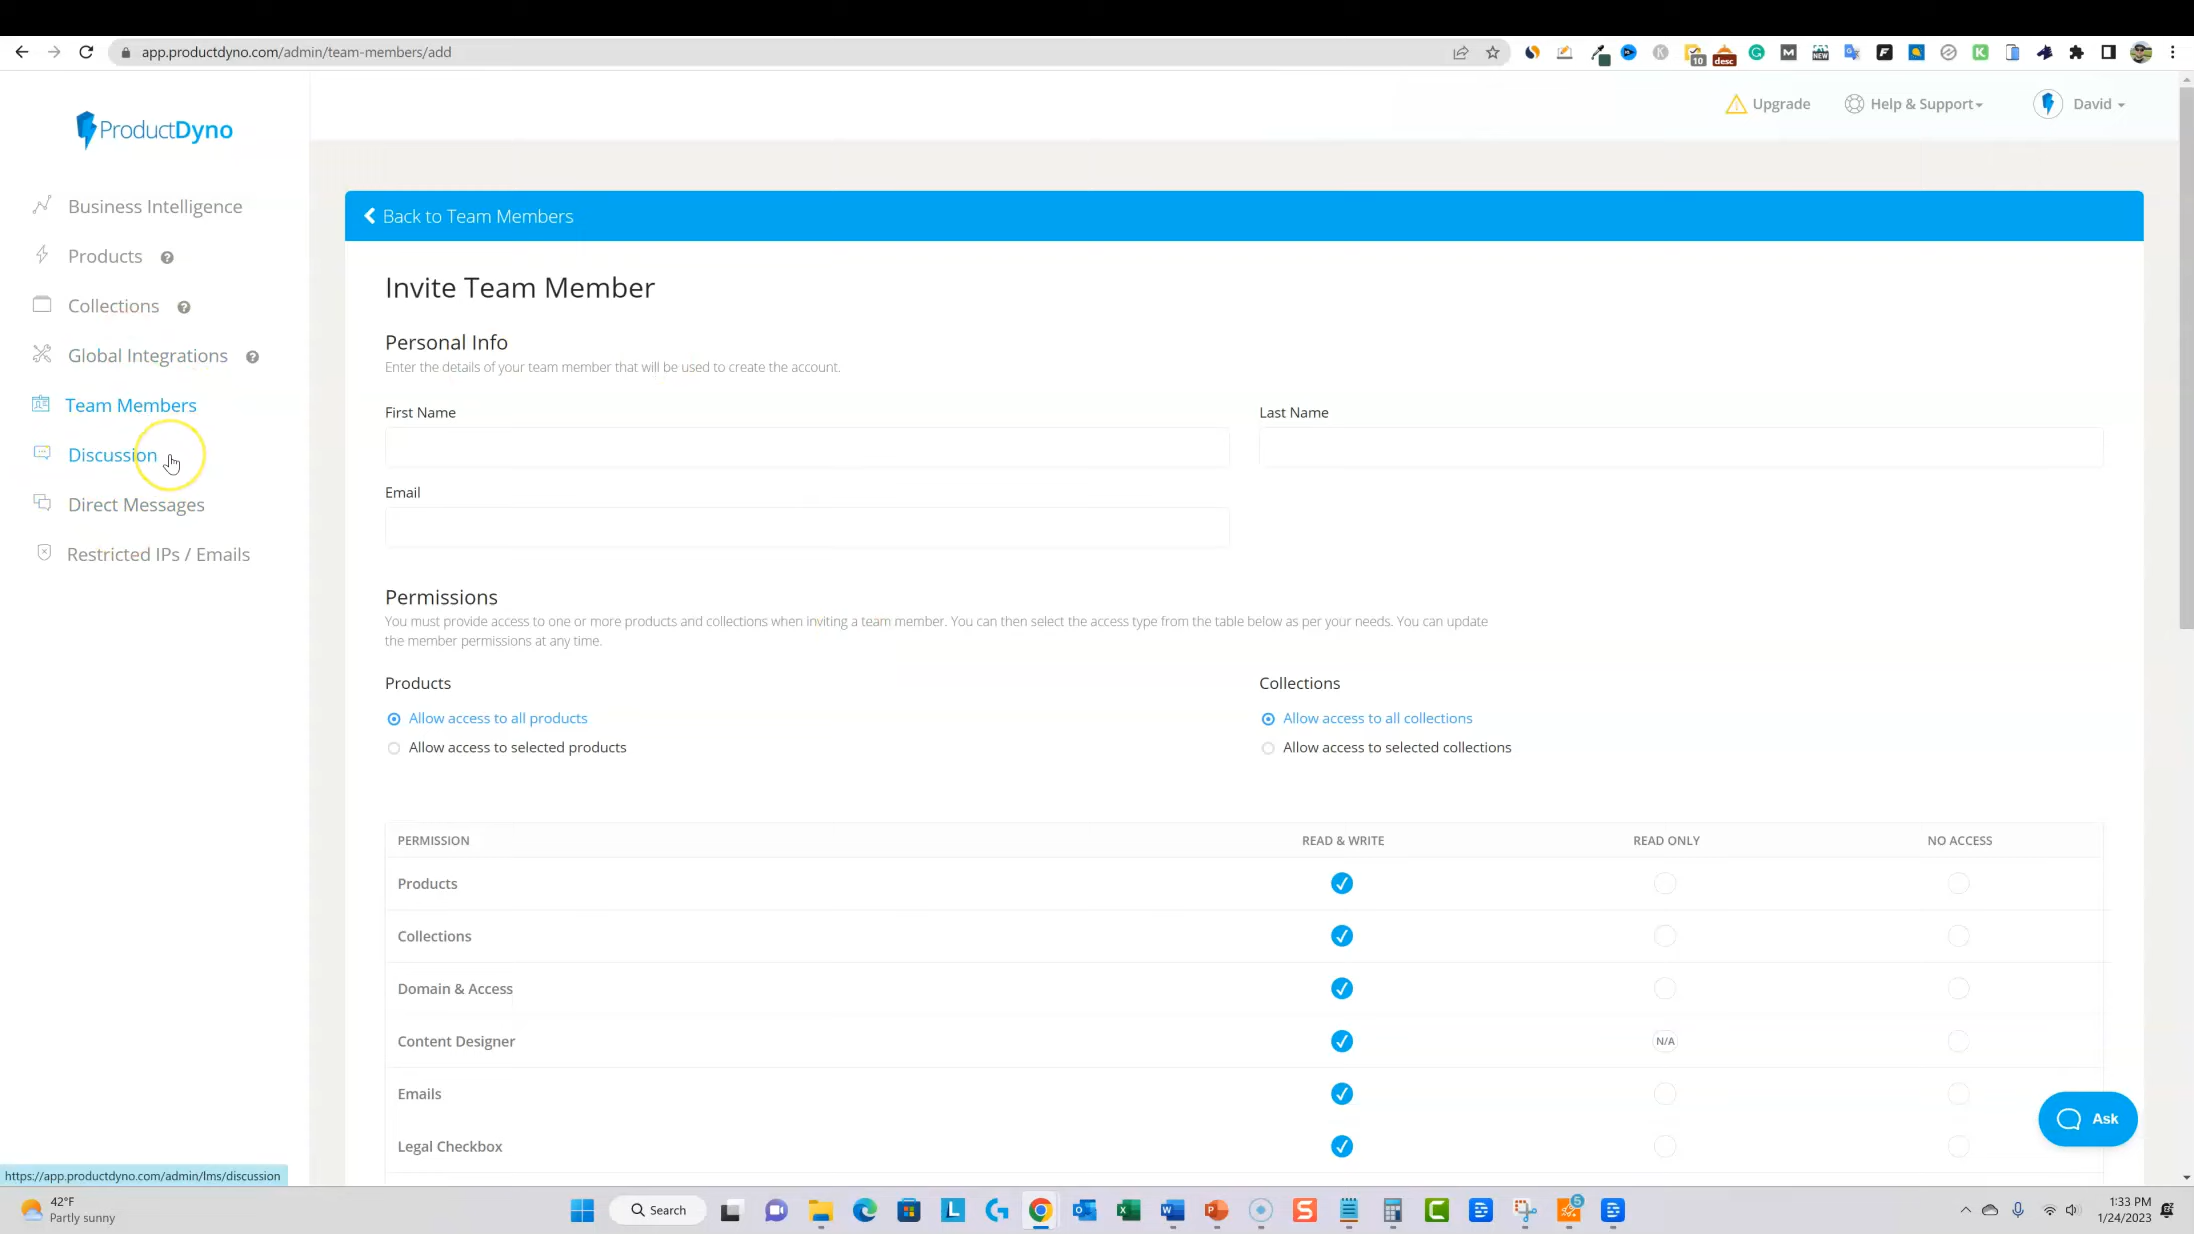 app.productdyno.com/admin/team-members/add
10
desc
NEW
ProductDyno
Upgrade
Help & Support
David
Business Intelligence
Products
Collections
Global Integrations
Team Members
Discussion
Direct Messages
Restricted IPs / Emails
Back to Team Members
Invite Team Member
Personal Info
Enter the details of your team member that will be used to create the account.
First Name
Last Name
Email
Permissions
You must provide access to one or more products and collections when inviting a team member. You can then select the access type from the table below as per your needs. You can update
the member permissions at any time.
Products
Collections
Allow access to all products
Allow access to all collections
Allow access to selected products
Allow access to selected collections
PERMISSION READ & WRITE READ ONLY NO ACCESS
Products
Collections
Domain & Access
Content Designer N/A
Emails
Legal Checkbox
Ask
https://app.productdyno.com/admin/lms/discussion
42°F
Partly sunny
Search
5
1:33 PM
1/24/2023